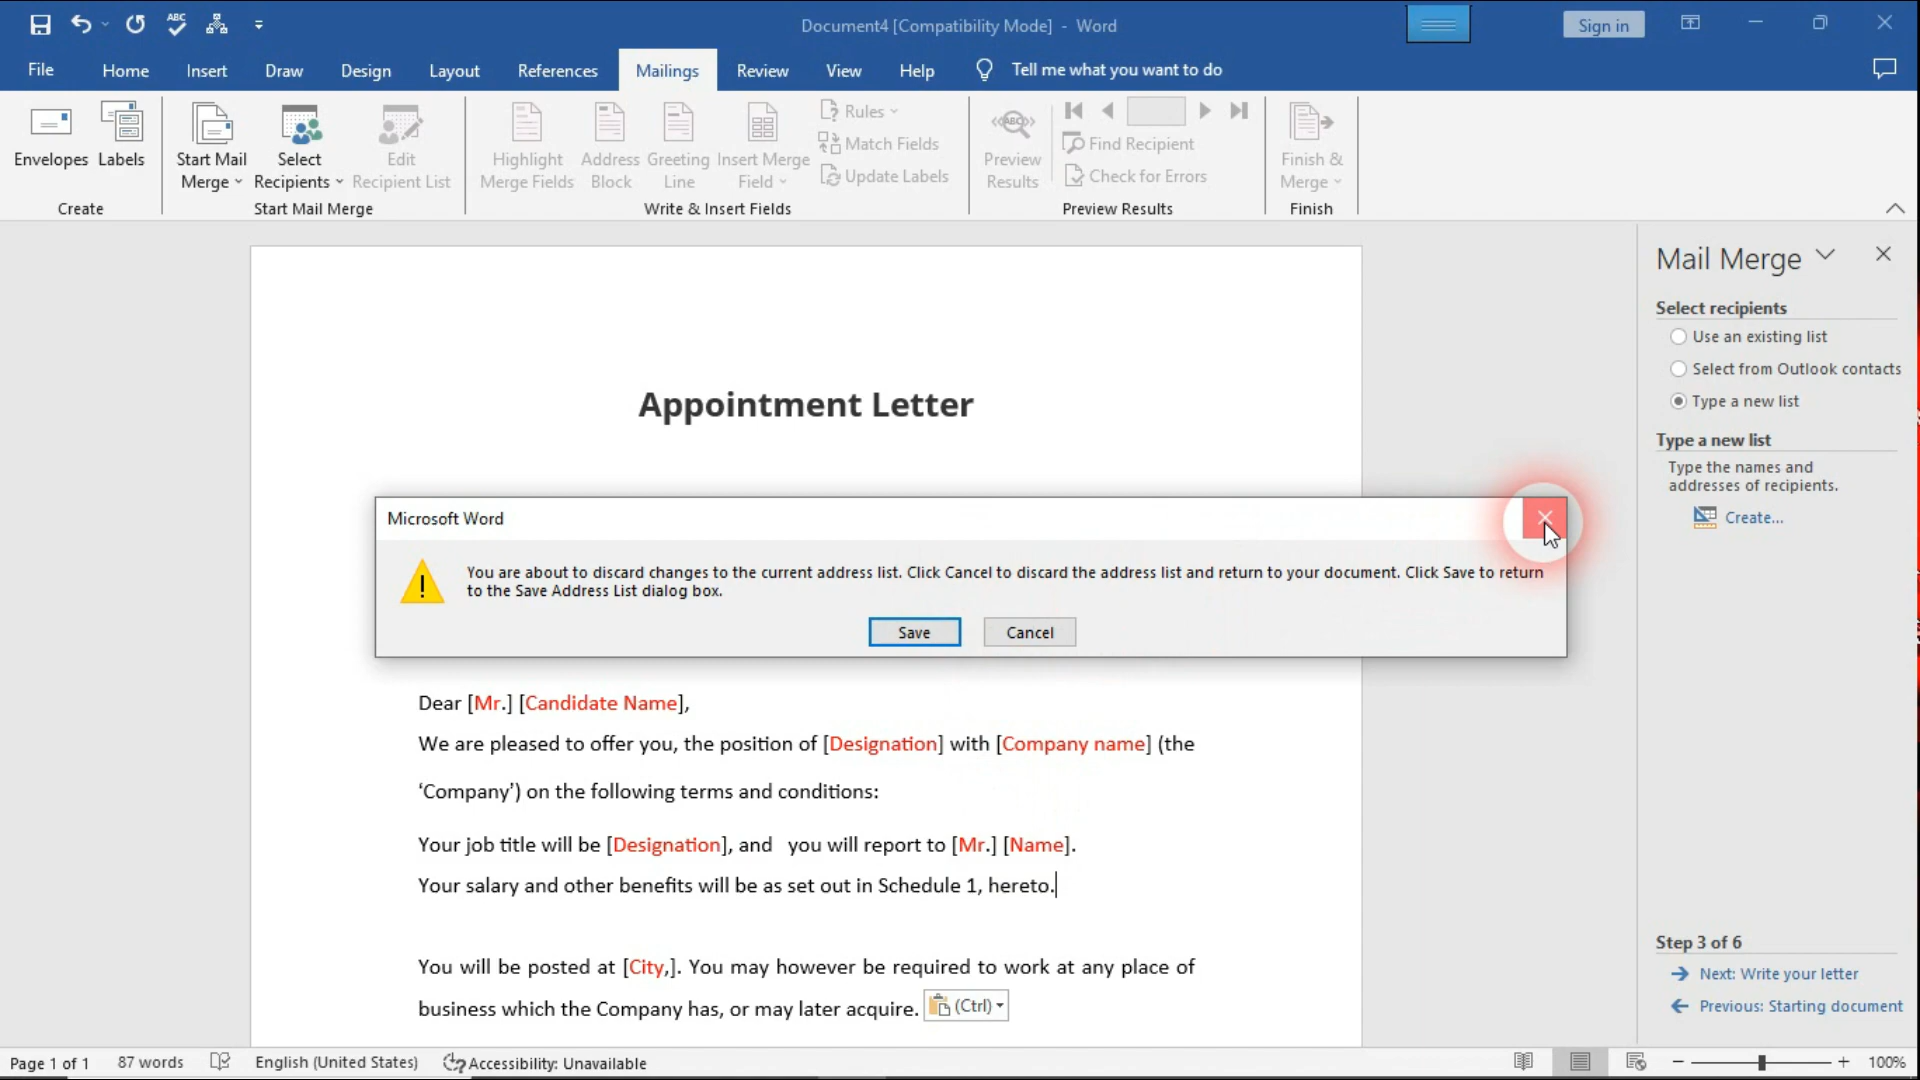 Document4 [Compatibility Mode] - Word
Sign in
File Home Insert Draw Design Layout References Mailings Review View Help Tell me what you want to do
Envelopes Labels
Create
Start Mail Merge
Select Recipients
Edit Recipient List
Start Mail Merge
Highlight Merge Fields
Address Block
Greeting Line
Insert Merge Field
Rules
Match Fields
Update Labels
Write & Insert Fields
ABC
Preview Results
Find Recipient
Check for Errors
Preview Results
Finish & Merge
Finish
Appointment Letter
Microsoft Word
You are about to discard changes to the current address list. Click Cancel to discard the address list and return to your document. Click Save to return
to the Save Address List dialog box.
Save Cancel
Dear [Mr.] [Candidate Name],
We are pleased to offer you, the position of [Designation] with [Company name] (the
‘Company’) on the following terms and conditions:
Your job title will be [Designation], and you will report to [Mr.] [Name].
Your salary and other benefits will be as set out in Schedule 1, hereto.
You will be posted at [City,]. You may however be required to work at any place of
business which the Company has, or may later acquire.
(Ctrl)
Mail Merge
Select recipients
Use an existing list
Select from Outlook contacts
Type a new list
Type a new list
Type the names and
addresses of recipients.
Create...
Step 3 of 6
Next: Write your letter
Previous: Starting document
Page 1 of 1 87 words English (United States) Accessibility: Unavailable 100%